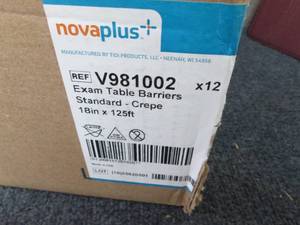 novaplus+
MANUFACTURED BY TIDI PRODUCTS, LLC - NEENAH, WI 54956
REF V981002 x12
Exam Table Barriers
Standard - Crepe
18in x 125ft
LOT